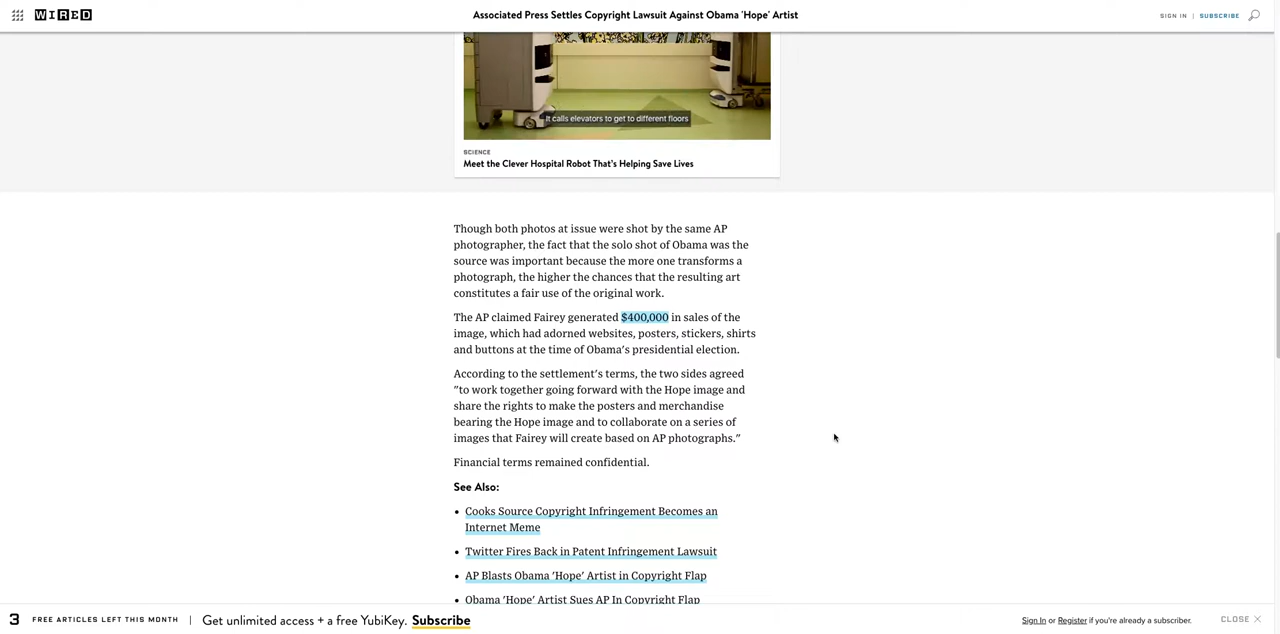 WIRED
Associated Press Settles Copyright Lawsuit Against Obama 'Hope' Artist
SIGN IN | SUBSCRIBE
It calls elevators to get to different floors
SCIENCE
Meet the Clever Hospital Robot That's Helping Save Lives
Though both photos at issue were shot by the same AP
photographer, the fact that the solo shot of Obama was the
source was important because the more one transforms a
photograph, the higher the chances that the resulting art
constitutes a fair use of the original work.
The AP claimed Fairey generated $400,000 in sales of the
image, which had adorned websites, posters, stickers, shirts
and buttons at the time of Obama's presidential election.
According to the settlement's terms, the two sides agreed
"to work together going forward with the Hope image and
share the rights to make the posters and merchandise
bearing the Hope image and to collaborate on a series of
images that Fairey will create based on AP photographs."
Financial terms remained confidential.
See Also:
• Cooks Source Copyright Infringement Becomes an
Internet Meme
• Twitter Fires Back in Patent Infringement Lawsuit
• AP Blasts Obama 'Hope' Artist in Copyright Flap
• Obama 'Hope' Artist Sues AP In Copyright Flap
3 FREE ARTICLES LEFT THIS MONTH | Get unlimited access + a free YubiKey. Subscribe
Sign In or Register if you're already a subscriber.
CLOSE X